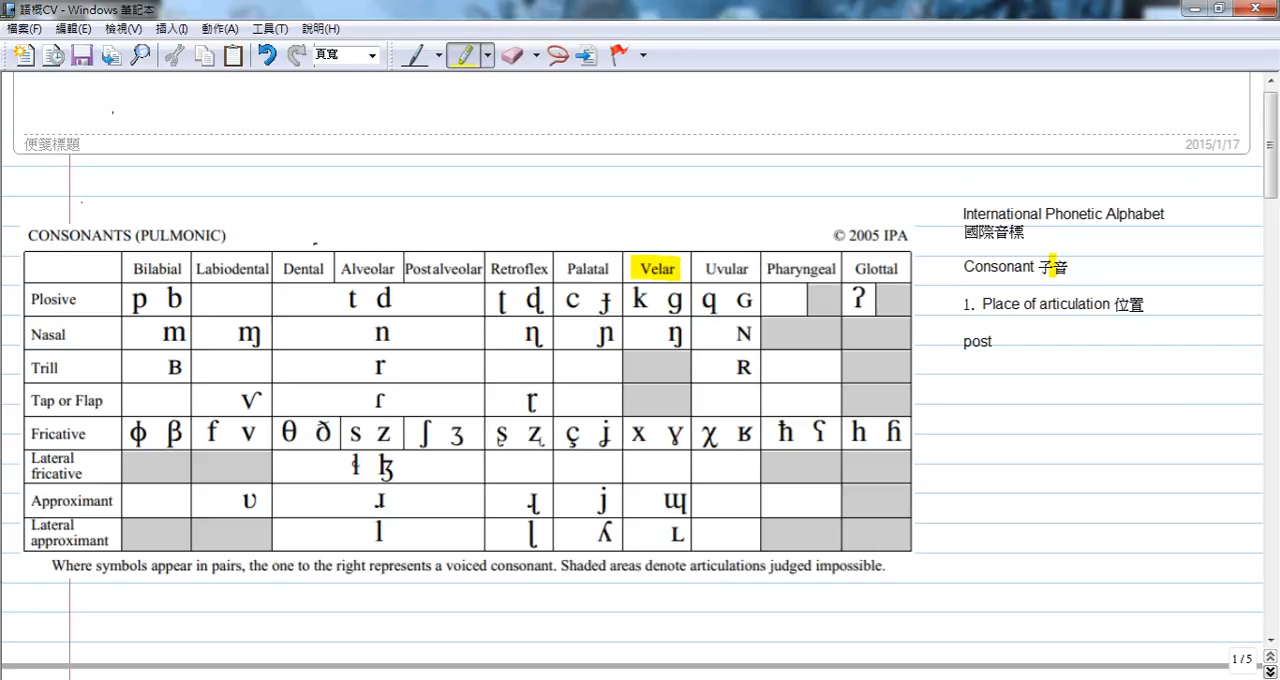 語概CV - Windows 筆記本
檔案(F) 編輯(E) 檢視(V) 插入(I) 動作(A) 工具(T) 說明(H)
頁寬
便箋標題
2015/1/17
CONSONANTS (PULMONIC) © 2005 IPA
Bilabial Labiodental Dental Alveolar Postalveolar Retroflex Palatal Velar Uvular Pharyngeal Glottal
Plosive p b t d ʈ ɖ c ɟ k ɡ q ɢ ʔ
Nasal m ɱ n ɳ ɲ ŋ ɴ
Trill ʙ r ʀ
Tap or Flap ⱱ ɾ ɽ
Fricative ɸ β f v θ ð s z ʃ ʒ ʂ ʐ ç ʝ x ɣ χ ʁ ħ ʕ h ɦ
Lateral
fricative ɬ ɮ
Approximant ʋ ɹ ɻ j ɰ
Lateral
approximant l ɭ ʎ ʟ
Where symbols appear in pairs, the one to the right represents a voiced consonant. Shaded areas denote articulations judged impossible.
International Phonetic Alphabet
國際音標
Consonant 子音
1. Place of articulation 位置
post
1 / 5